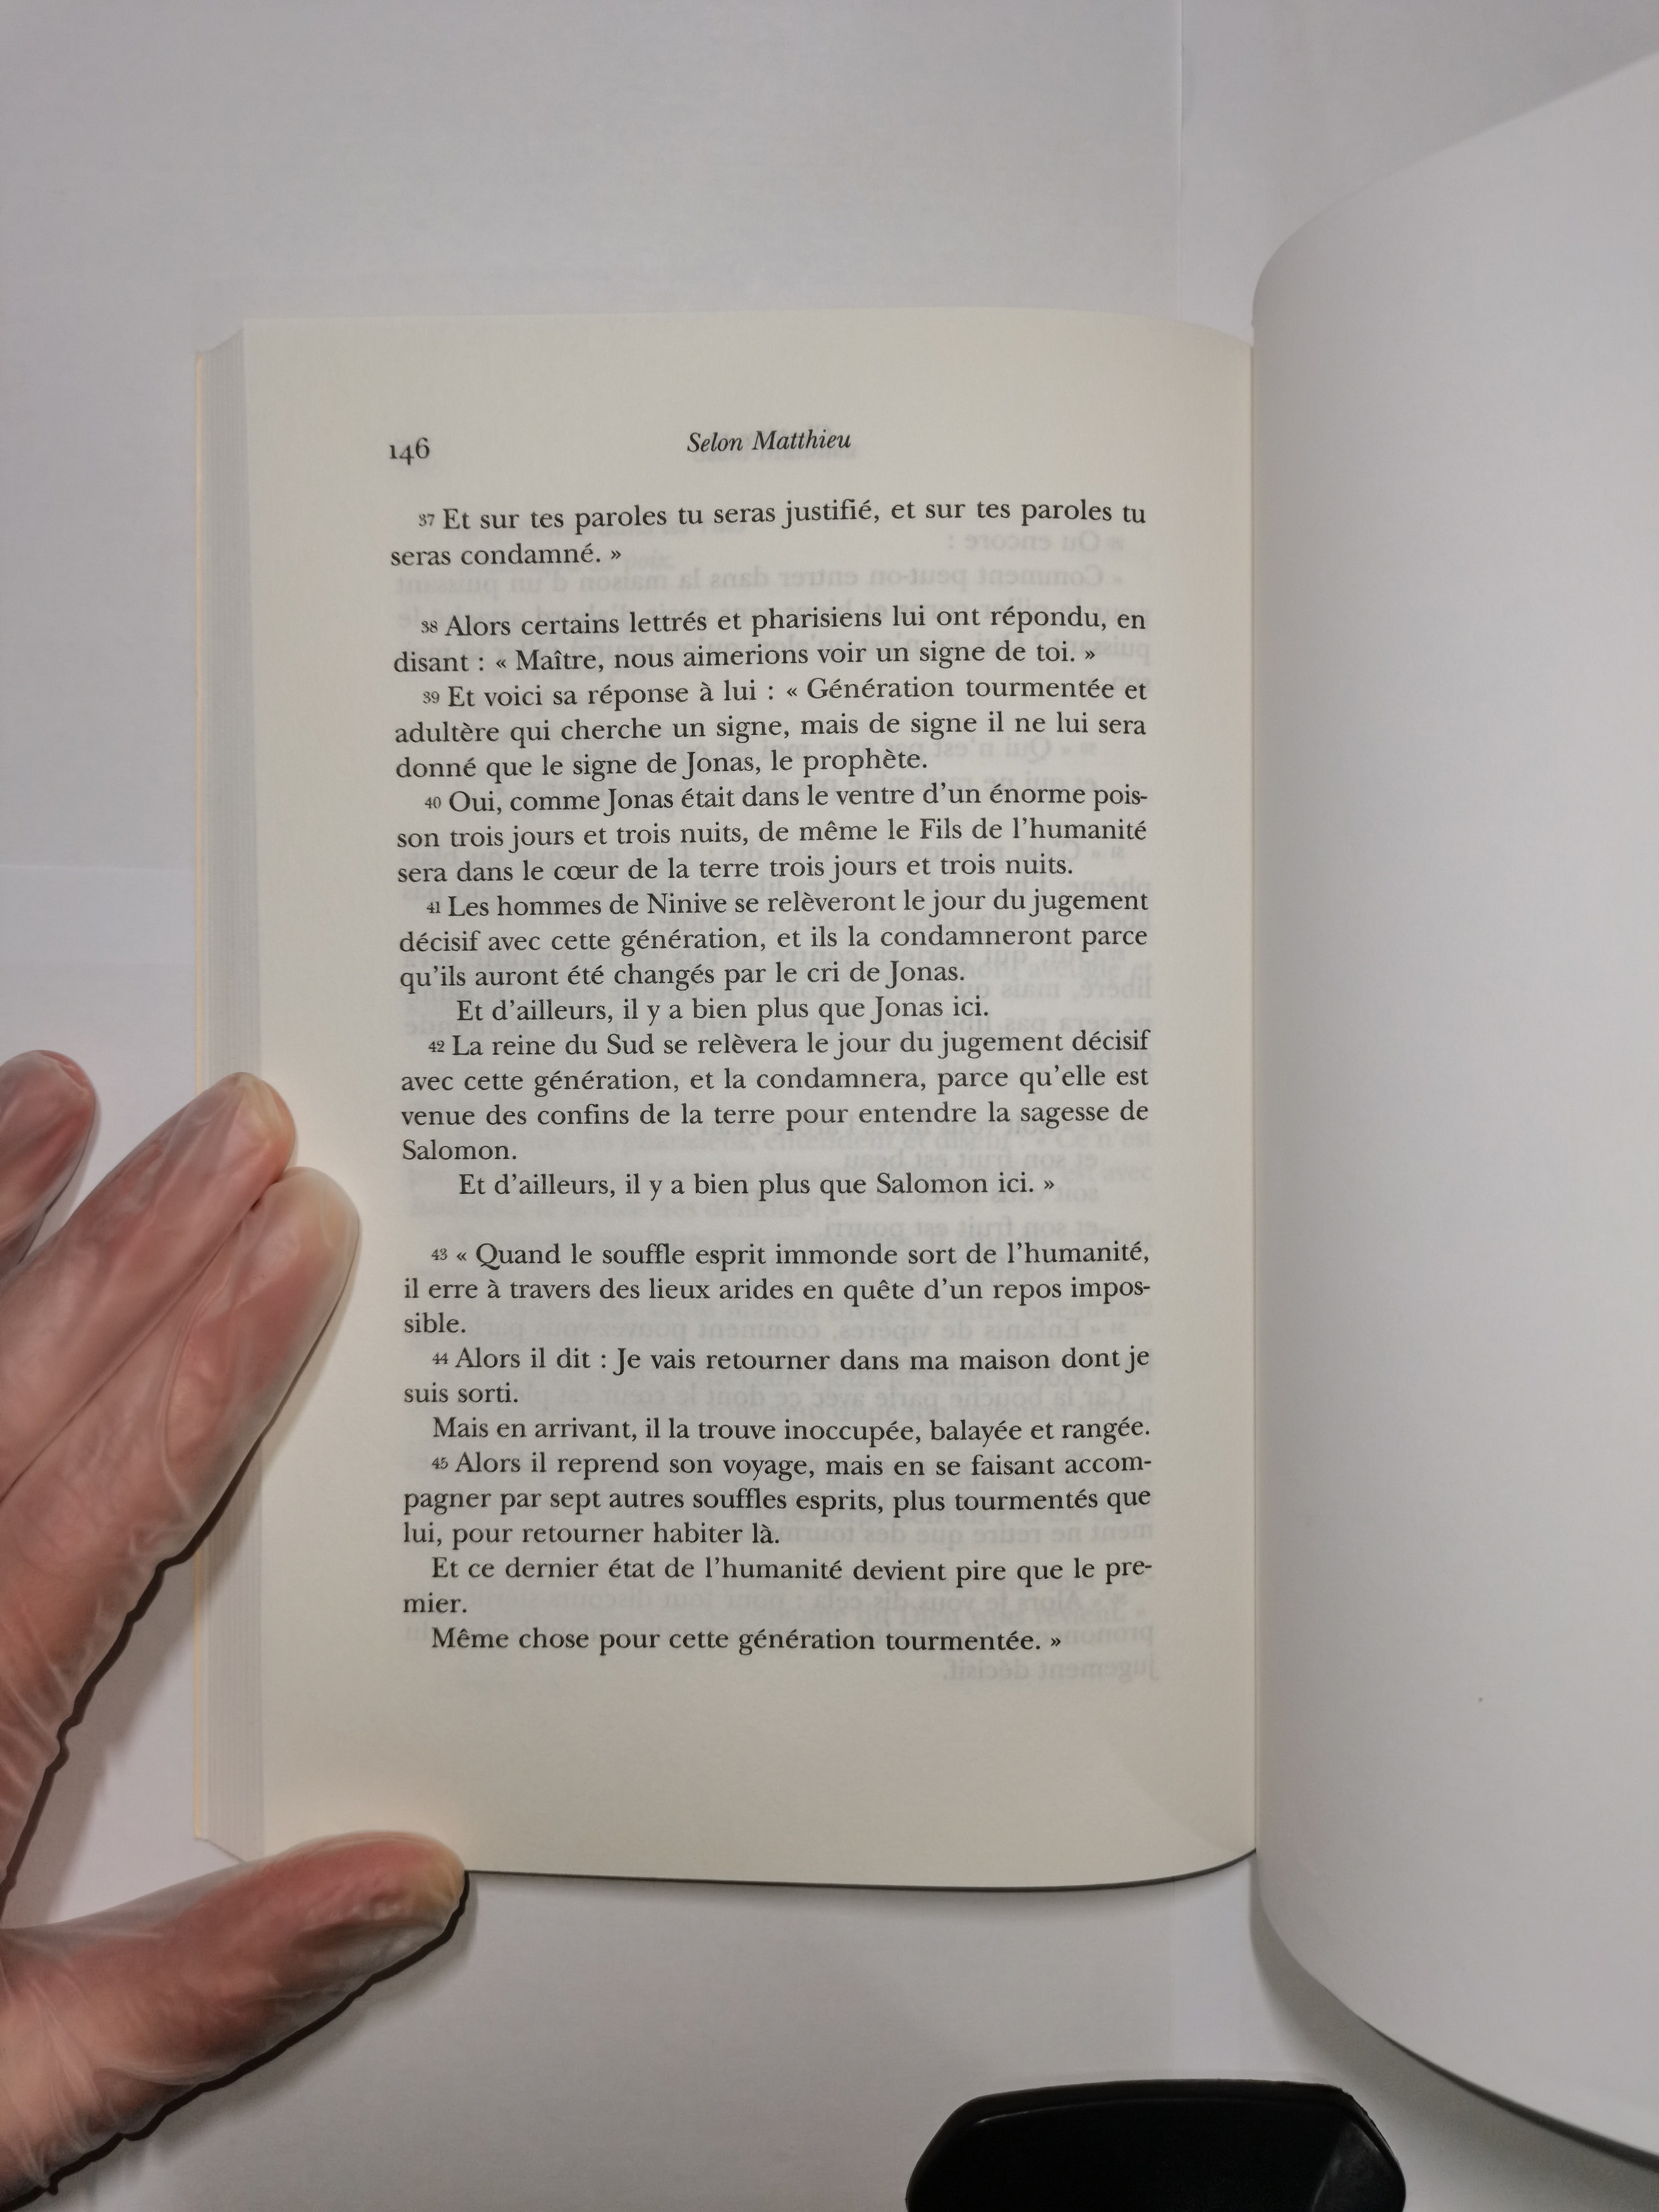 146
Selon Matthieu
37 Et sur tes paroles tu seras justifié, et sur tes paroles tu
seras condamné. »
38 Alors certains lettrés et pharisiens lui ont répondu, en
disant : « Maître, nous aimerions voir un signe de toi. »
39 Et voici sa réponse à lui : « Génération tourmentée et
adultère qui cherche un signe, mais de signe il ne lui sera
donné que le signe de Jonas, le prophète.
40 Oui, comme Jonas était dans le ventre d'un énorme pois-
son trois jours et trois nuits, de même le Fils de l'humanité
sera dans le cœur de la terre trois jours et trois nuits.
41 Les hommes de Ninive se relèveront le jour du jugement
décisif avec cette génération, et ils la condamneront parce
qu'ils auront été changés par le cri de Jonas.
Et d'ailleurs, il y a bien plus que Jonas ici.
42 La reine du Sud se relèvera le jour du jugement décisif
avec cette génération, et la condamnera, parce qu'elle est
venue des confins de la terre pour entendre la sagesse de
Salomon.
Et d'ailleurs, il y a bien plus que Salomon ici. »
43 « Quand le souffle esprit immonde sort de l'humanité,
il erre à travers des lieux arides en quête d'un repos impos-
sible.
44 Alors il dit : Je vais retourner dans ma maison dont je
suis sorti.
Mais en arrivant, il la trouve inoccupée, balayée et rangée.
45 Alors il reprend son voyage, mais en se faisant accom-
pagner par sept autres souffles esprits, plus tourmentés que
lui, pour retourner habiter là.
Et ce dernier état de l'humanité devient pire que le pre-
mier.
Même chose pour cette génération tourmentée. »